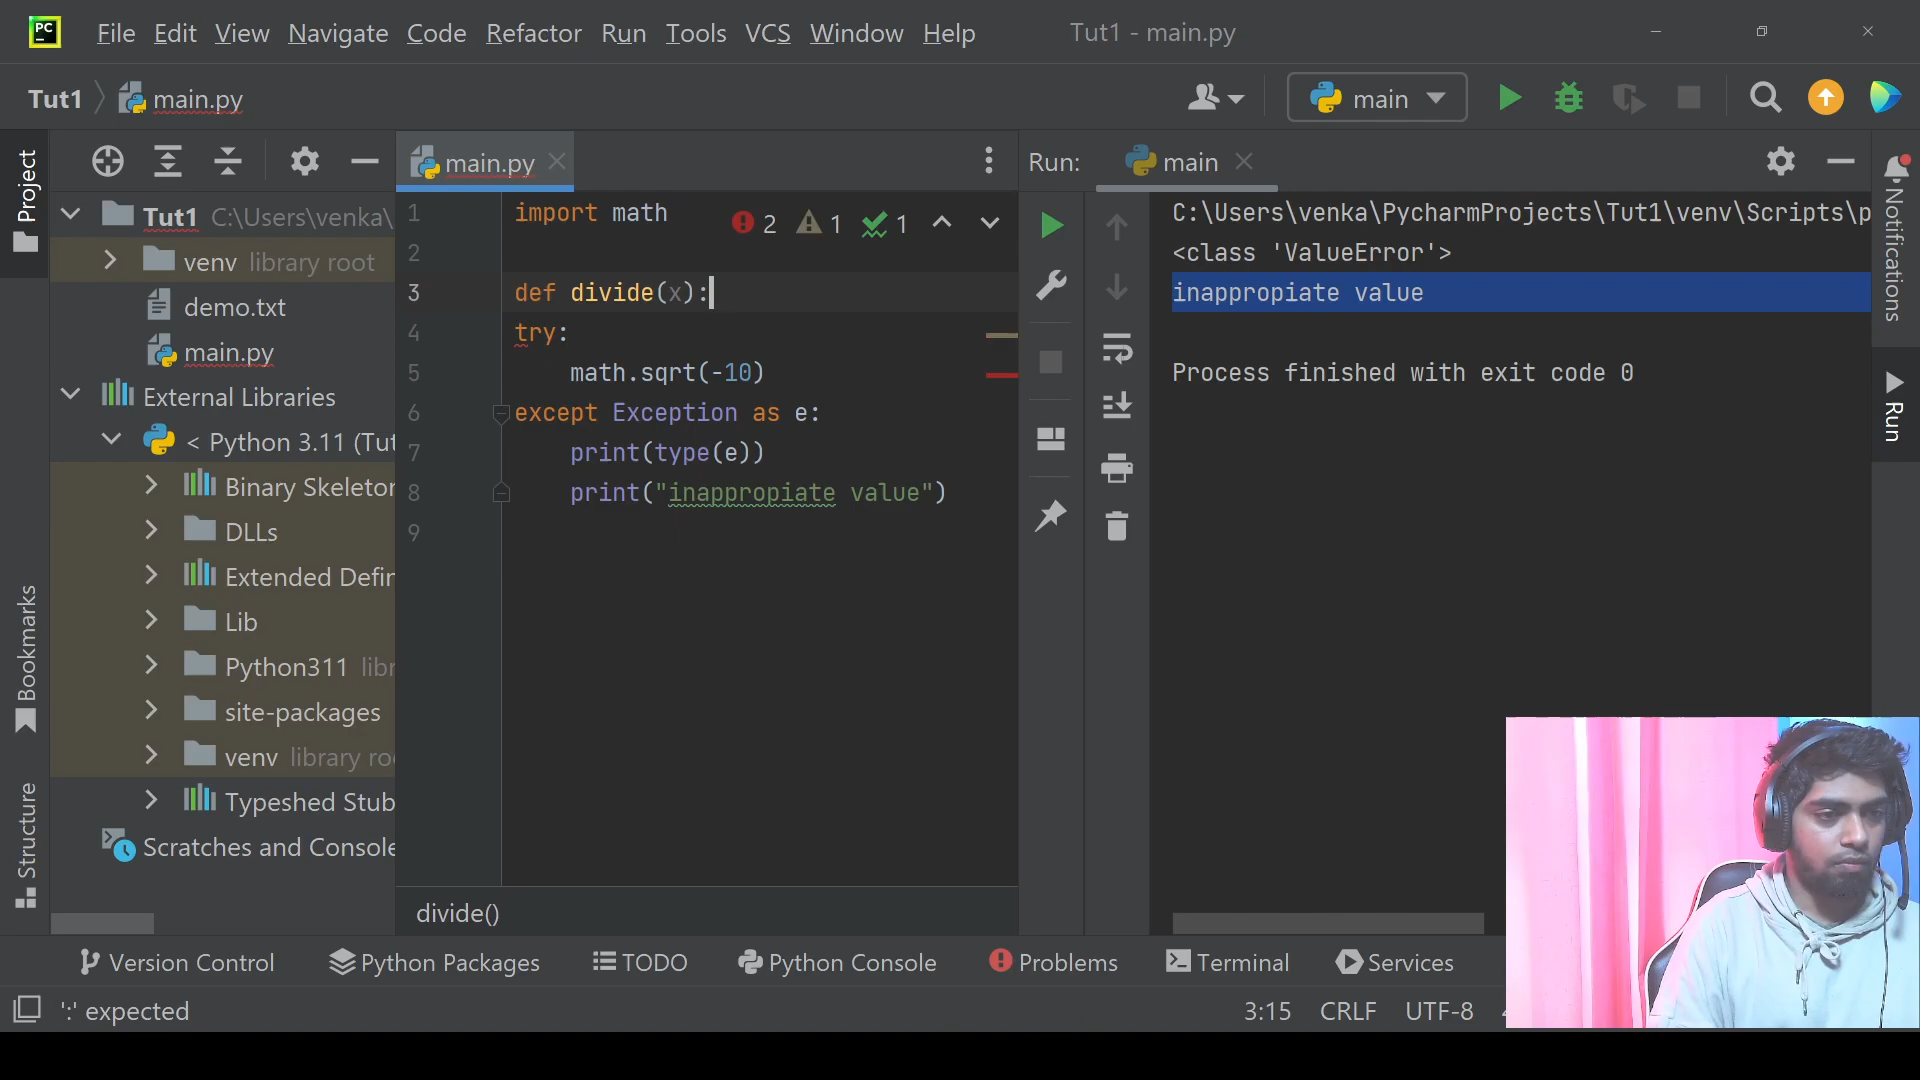 PC File Edit View Navigate Code Refactor Run Tools VCS Window Help Tut1 - main.py
Tut1 main.py main
main.py Run: main
Project
Tut1 C:\Users\venka\
venv library root
demo.txt
main.py
External Libraries
< Python 3.11 (Tut
Binary Skeletor
DLLs
Extended Defin
Lib
Python311 libr
site-packages
venv library roo
Typeshed Stub
Scratches and Console
Bookmarks
Structure
1 import math
2
3 def divide(x):
4 try:
5 math.sqrt(-10)
6 except Exception as e:
7 print(type(e))
8 print("inappropiate value")
9
2 1 1
divide()
C:\Users\venka\PycharmProjects\Tut1\venv\Scripts\p
<class 'ValueError'>
inappropiate value
Process finished with exit code 0
Notifications
Run
Version Control Python Packages TODO Python Console Problems Terminal Services
':' expected 3:15 CRLF UTF-8